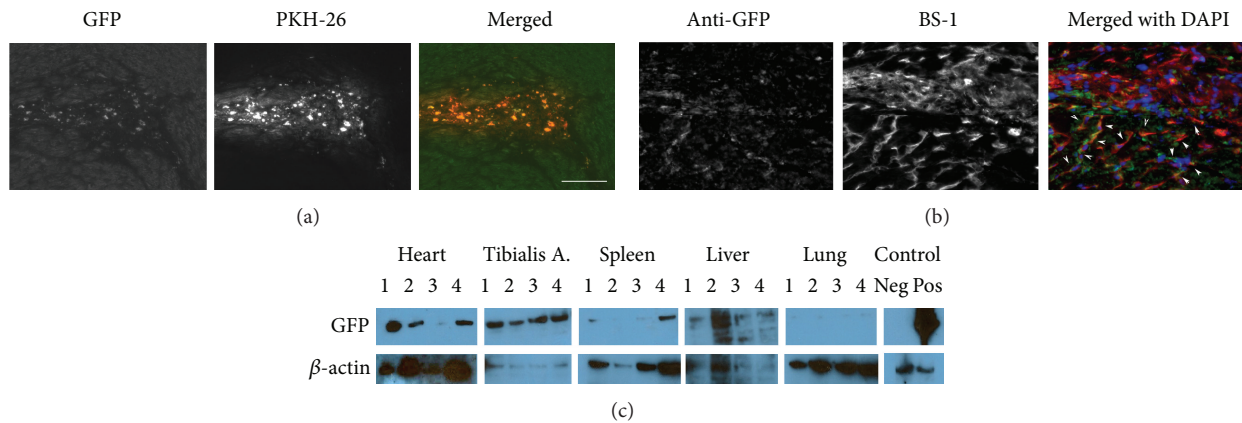 GFP PKH-26 Merged Anti-GFP BS-1 Merged with DAPI
(a) (b)
Heart Tibialis A. Spleen Liver Lung Control
1 2 3 4 1 2 3 4 1 2 3 4 1 2 3 4 1 2 3 4 Neg Pos
GFP
β-actin
(c)